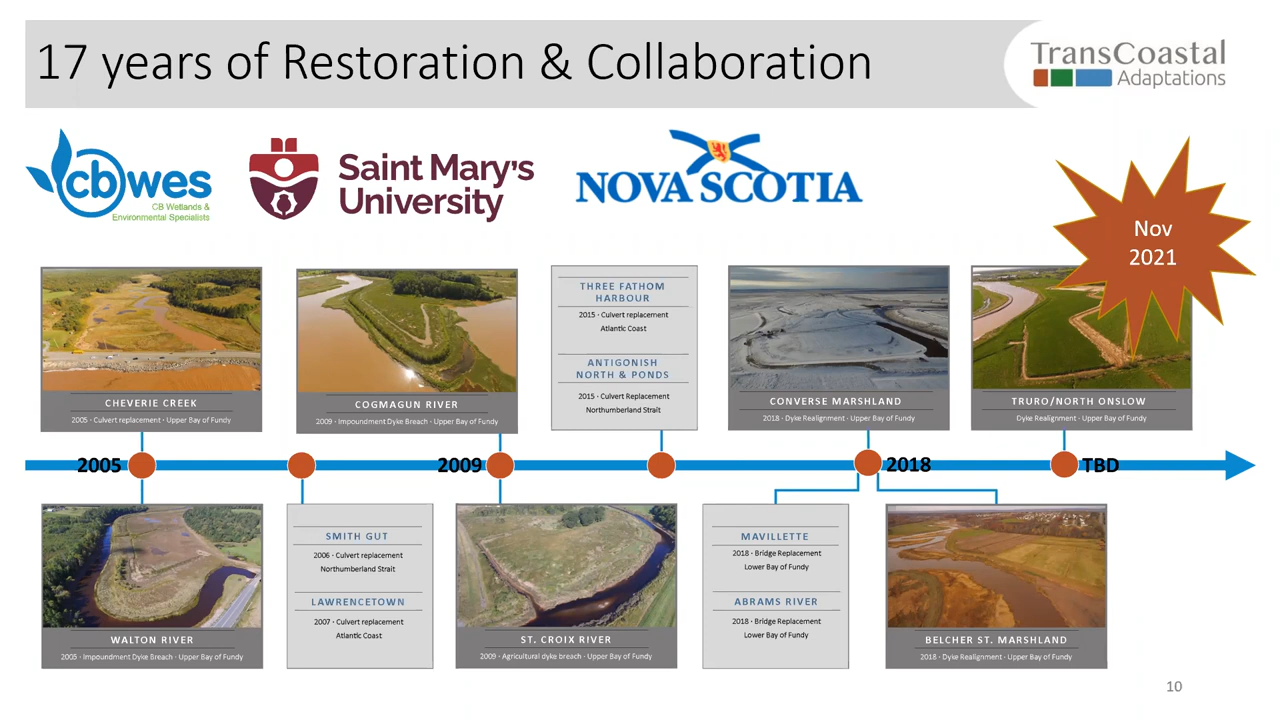 17 years of Restoration & Collaboration
TransCoastal
Adaptations
cbwes
CB Wetlands &
Environmental Specialists
Saint Mary's
University
NOVA SCOTIA
Nov
2021
CHEVERIE CREEK
2005 · Culvert replacement · Upper Bay of Fundy
COGMAGUN RIVER
2009 · Impoundment Dyke Breach · Upper Bay of Fundy
THREE FATHOM
HARBOUR
2015 · Culvert replacement
Atlantic Coast
ANTIGONISH
NORTH & PONDS
2015 · Culvert Replacement
Northumberland Strait
CONVERSE MARSHLAND
2018 · Dyke Realignment · Upper Bay of Fundy
TRURO/NORTH ONSLOW
Dyke Realignment · Upper Bay of Fundy
2005
2009
2018
TBD
WALTON RIVER
2005 · Impoundment Dyke Breach · Upper Bay of Fundy
SMITH GUT
2006 · Culvert replacement
Northumberland Strait
LAWRENCETOWN
2007 · Culvert replacement
Atlantic Coast
ST. CROIX RIVER
2009 · Agricultural dyke breach · Upper Bay of Fundy
MAVILLETTE
2018 · Bridge Replacement
Lower Bay of Fundy
ABRAMS RIVER
2018 · Bridge Replacement
Lower Bay of Fundy
BELCHER ST. MARSHLAND
2018 · Dyke Realignment · Upper Bay of Fundy
10